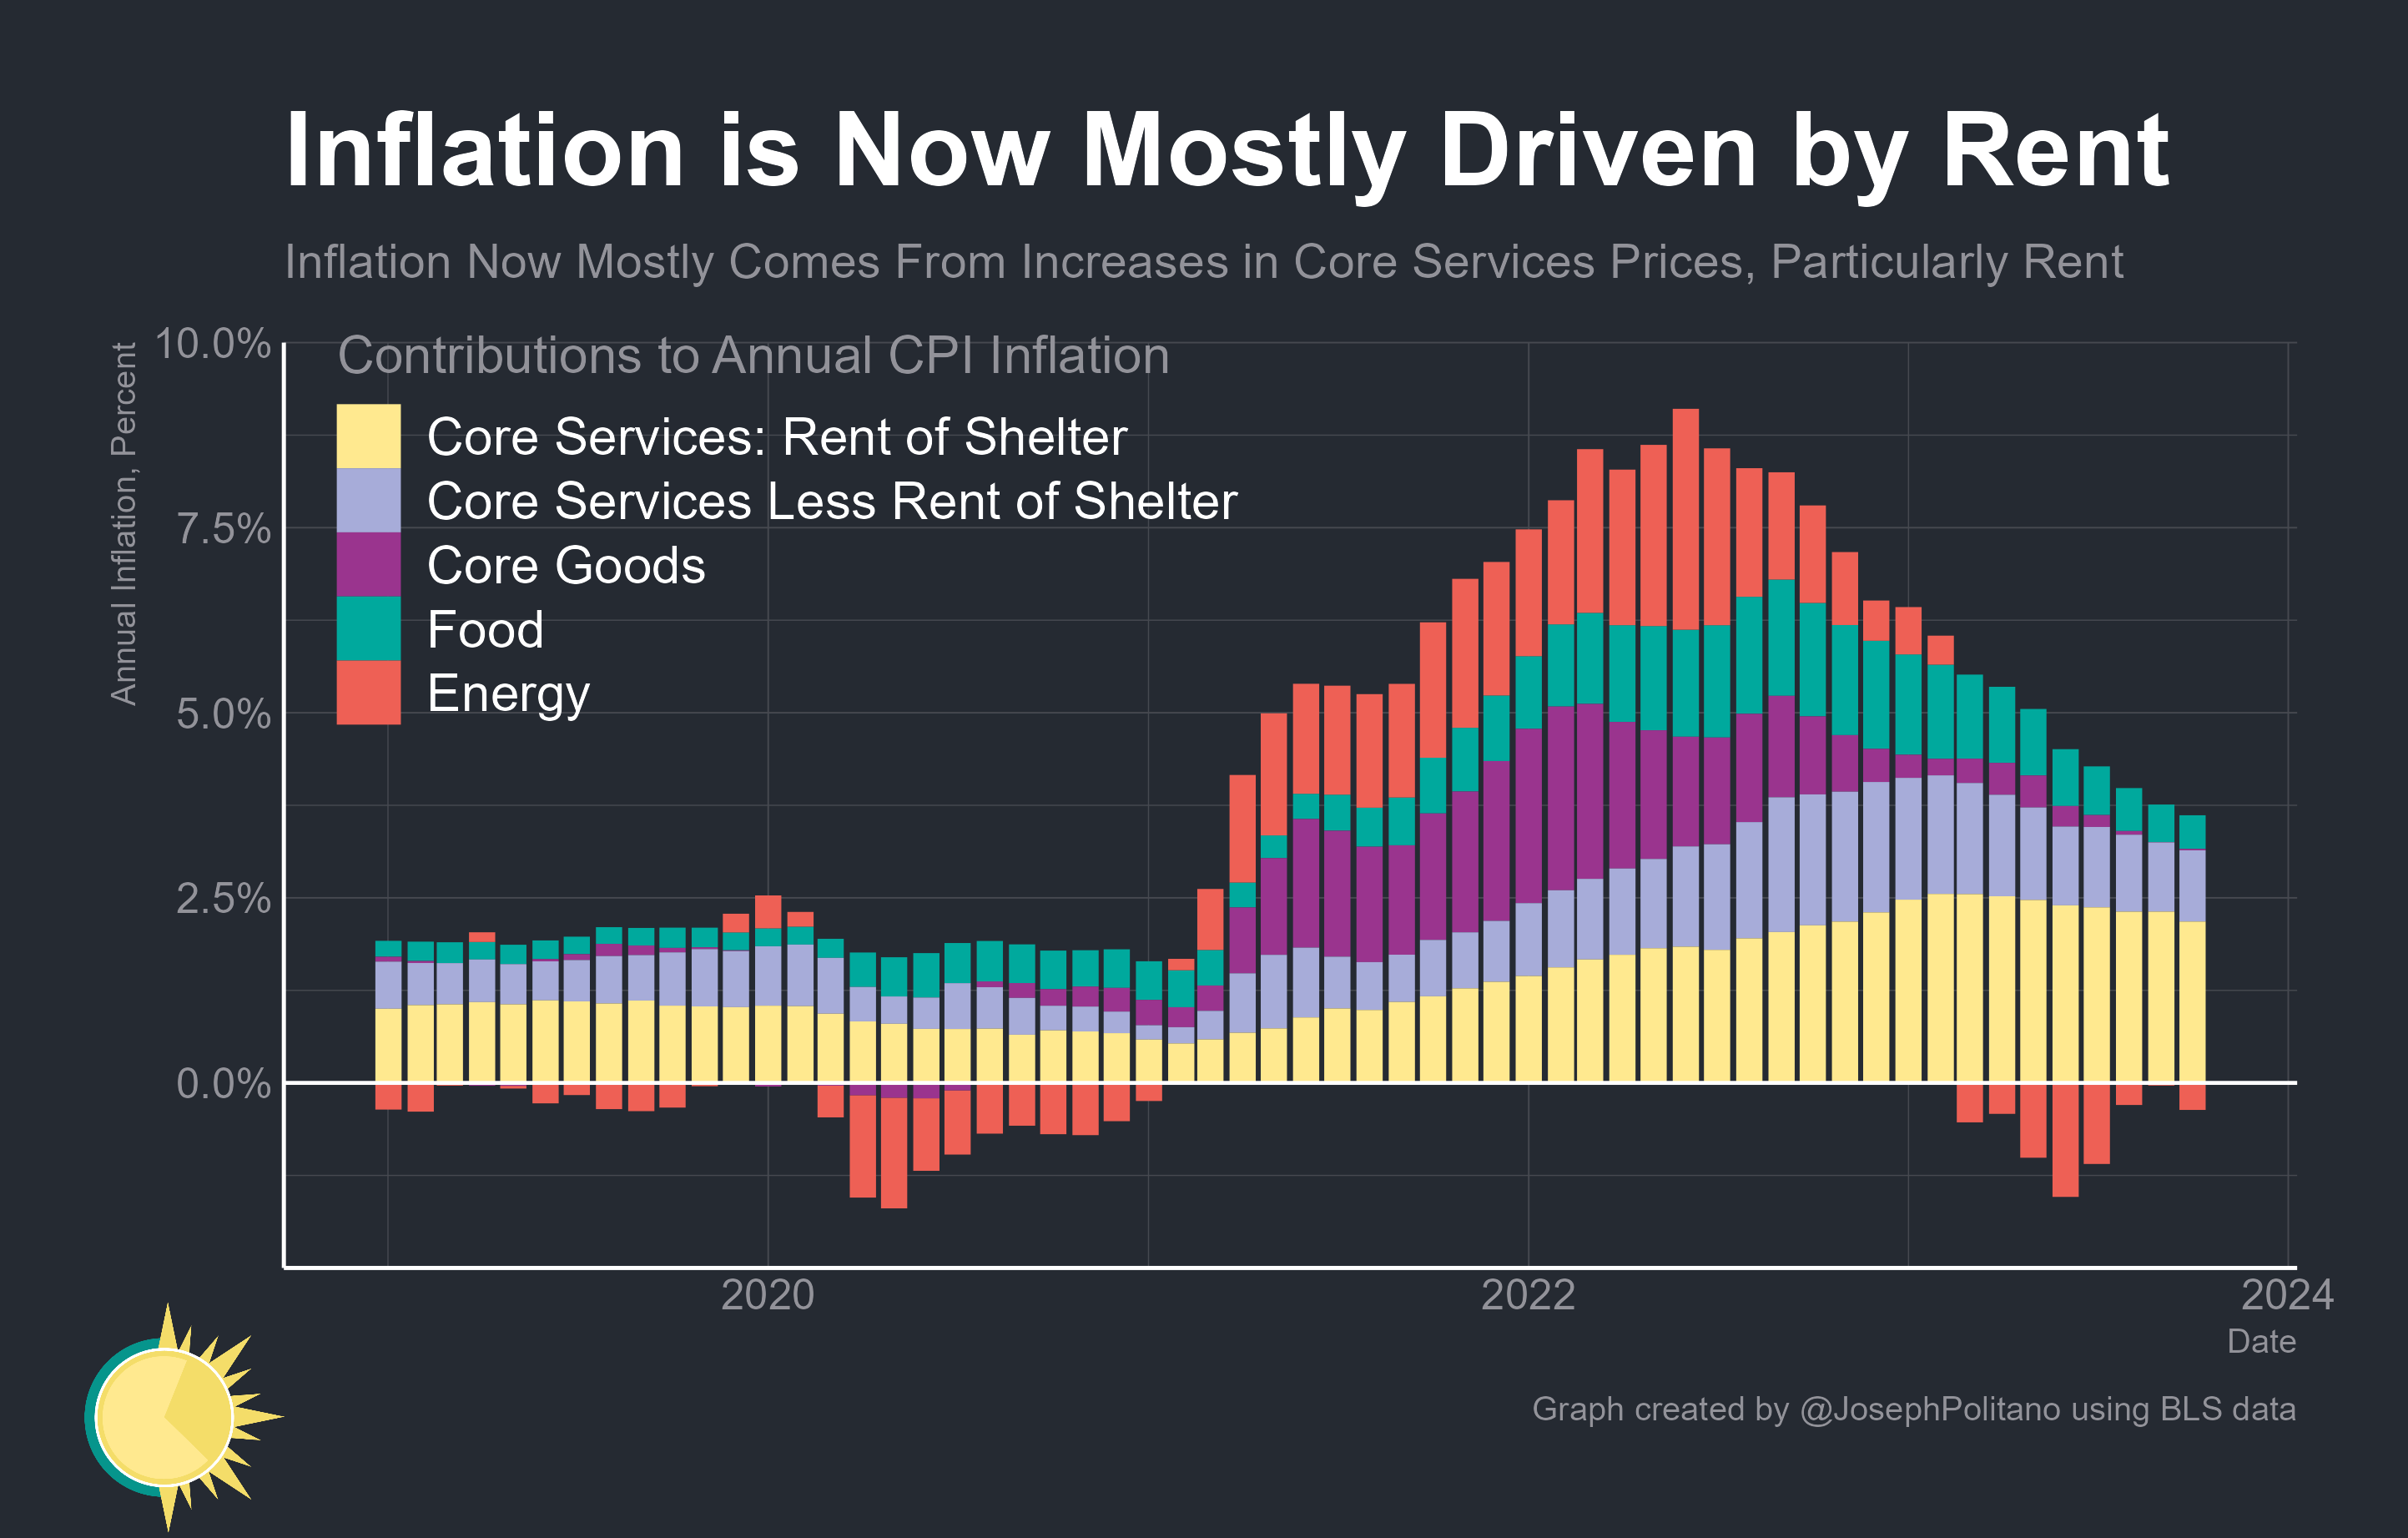 Inflation is Now Mostly Driven by Rent
Inflation Now Mostly Comes From Increases in Core Services Prices, Particularly Rent
Annual Inflation, Percent
10.0%
7.5%
5.0%
2.5%
0.0%
Contributions to Annual CPI Inflation
Core Services: Rent of Shelter
Core Services Less Rent of Shelter
Core Goods
Food
Energy
2020
2022
2024
Date
Graph created by @JosephPolitano using BLS data